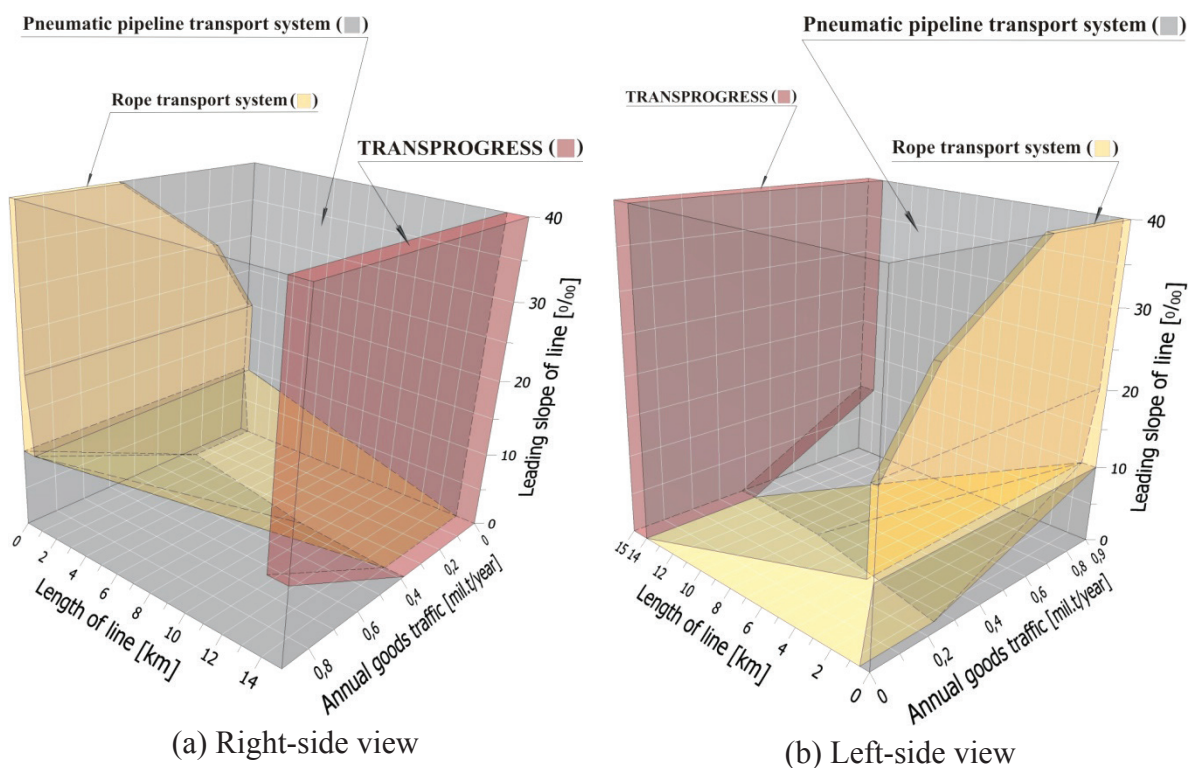 Pneumatic pipeline transport system ( )
Rope transport system ( )
TRANSPROGRESS ( )
40
30
20
10
0
Leading slope of line [0/00]
0
2
4
6
8
10
12
14
Length of line [km]
0,8
0,6
0,4
0,2
0
Annual goods traffic [mil.t/year]
(a) Right-side view
Pneumatic pipeline transport system ( )
TRANSPROGRESS ( )
Rope transport system ( )
40
30
20
10
0
Leading slope of line [0/00]
15
14
12
10
8
6
4
2
0
Length of line [km]
0
0,2
0,4
0,6
0,8
0,9
Annual goods traffic [mil.t/year]
(b) Left-side view